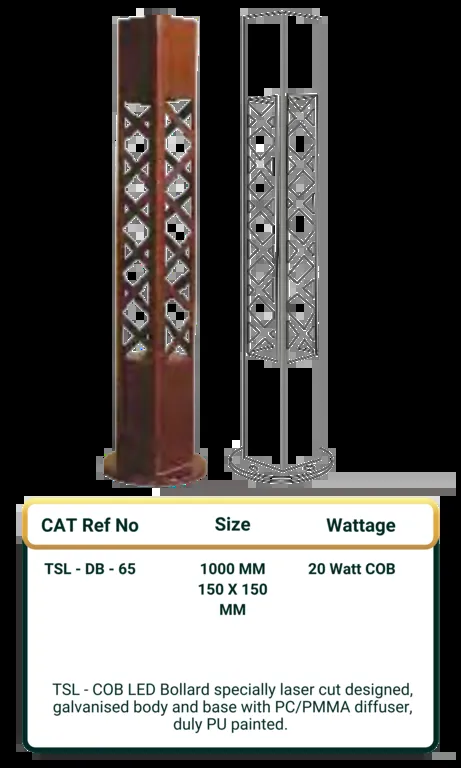 CAT Ref No Size Wattage
TSL - DB - 65 1000 MM 20 Watt COB
150 X 150
MM
TSL - COB LED Bollard specially laser cut designed,
galvanised body and base with PC/PMMA diffuser,
duly PU painted.